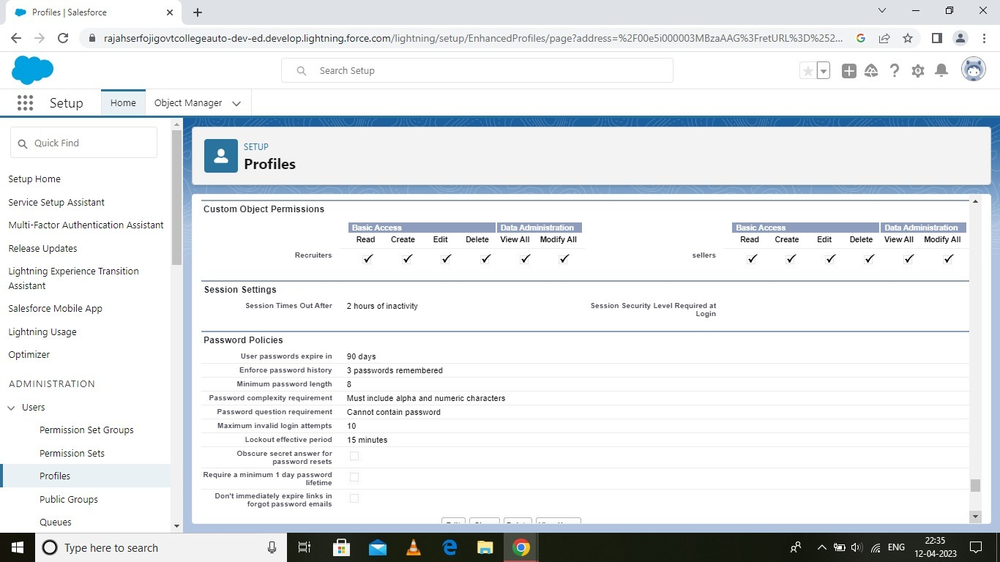 Profiles | Salesforce
rajahserfojigovtcollegeauto-dev-ed.develop.lightning.force.com/lightning/setup/EnhancedProfiles/page?address=%2F00e5i000003MBzaAAG%3FretURL%3D%252...
Search Setup
Setup
Home
Object Manager
Quick Find
Setup Home
Service Setup Assistant
Multi-Factor Authentication Assistant
Release Updates
Lightning Experience Transition
Assistant
Salesforce Mobile App
Lightning Usage
Optimizer
ADMINISTRATION
Users
Permission Set Groups
Permission Sets
Profiles
Public Groups
Queues
SETUP
Profiles
Custom Object Permissions
Basic Access Data Administration Basic Access Data Administration
Read Create Edit Delete View All Modify All Read Create Edit Delete View All Modify All
Recruiters ✓ ✓ ✓ ✓ ✓ ✓ sellers ✓ ✓ ✓ ✓ ✓ ✓
Session Settings
Session Times Out After 2 hours of inactivity Session Security Level Required at
Login
Password Policies
User passwords expire in 90 days
Enforce password history 3 passwords remembered
Minimum password length 8
Password complexity requirement Must include alpha and numeric characters
Password question requirement Cannot contain password
Maximum invalid login attempts 10
Lockout effective period 15 minutes
Obscure secret answer for
password resets
Require a minimum 1 day password
lifetime
Don't immediately expire links in
forgot password emails
Type here to search
ENG
22:35
12-04-2023